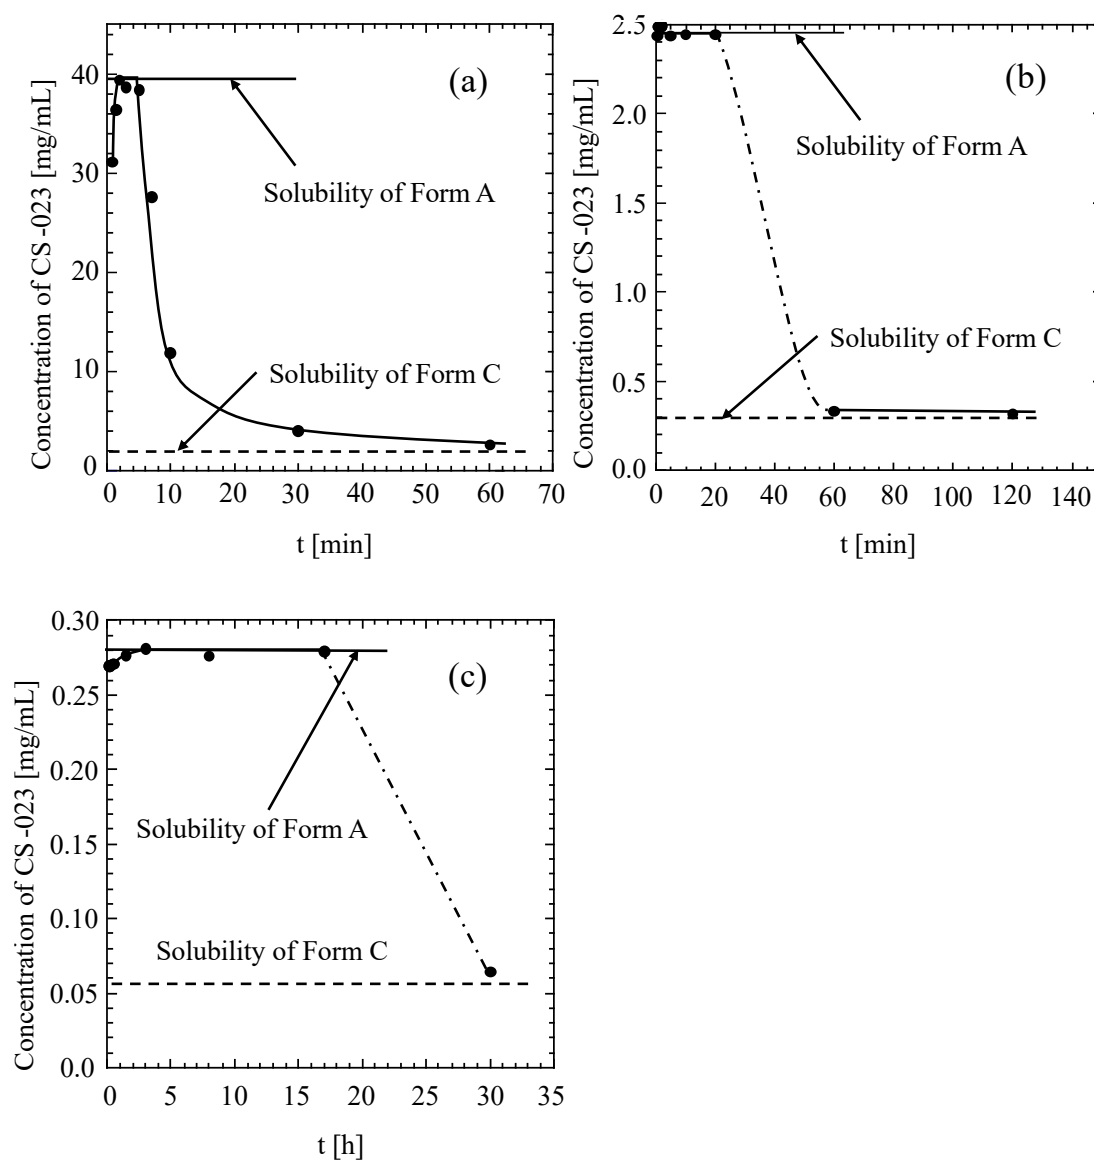 (a)
Concentration of CS-023 [mg/mL]
40
30
20
10
0
Solubility of Form A
Solubility of Form C
0 10 20 30 40 50 60 70
t [min]
(b)
Concentration of CS-023 [mg/mL]
2.5
2.0
1.5
1.0
0.5
0.0
Solubility of Form A
Solubility of Form C
0 20 40 60 80 100 120 140
t [min]
(c)
Concentration of CS-023 [mg/mL]
0.30
0.25
0.20
0.15
0.10
0.05
0.0
Solubility of Form A
Solubility of Form C
0 5 10 15 20 25 30 35
t [h]